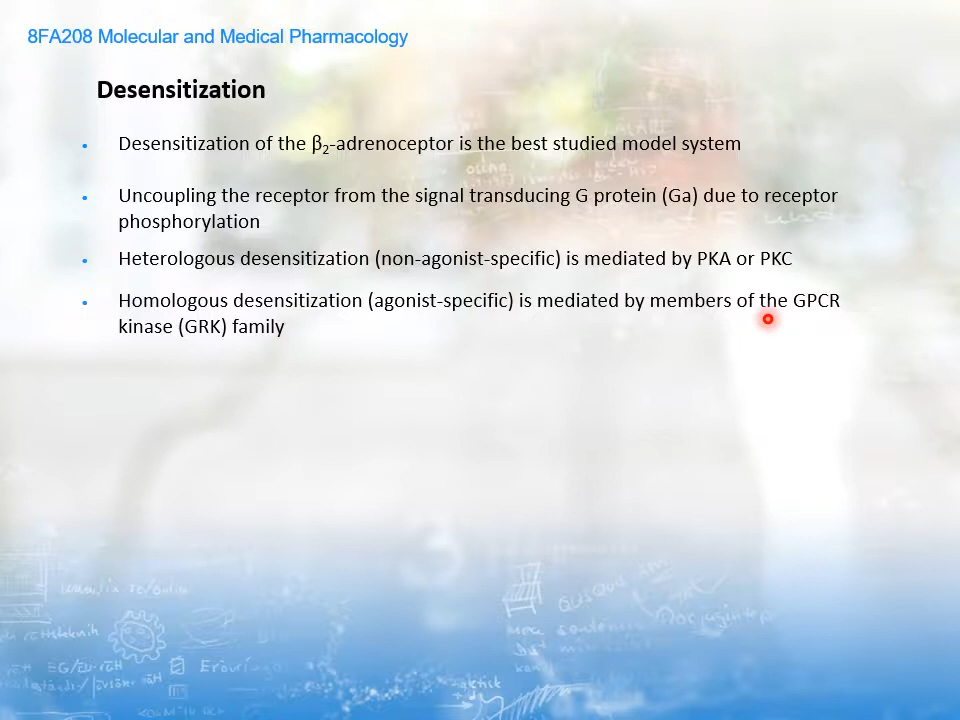 8FA208 Molecular and Medical Pharmacology
Desensitization
• Desensitization of the β₂-adrenoceptor is the best studied model system
• Uncoupling the receptor from the signal transducing G protein (Ga) due to receptor
phosphorylation
• Heterologous desensitization (non-agonist-specific) is mediated by PKA or PKC
• Homologous desensitization (agonist-specific) is mediated by members of the GPCR
kinase (GRK) family